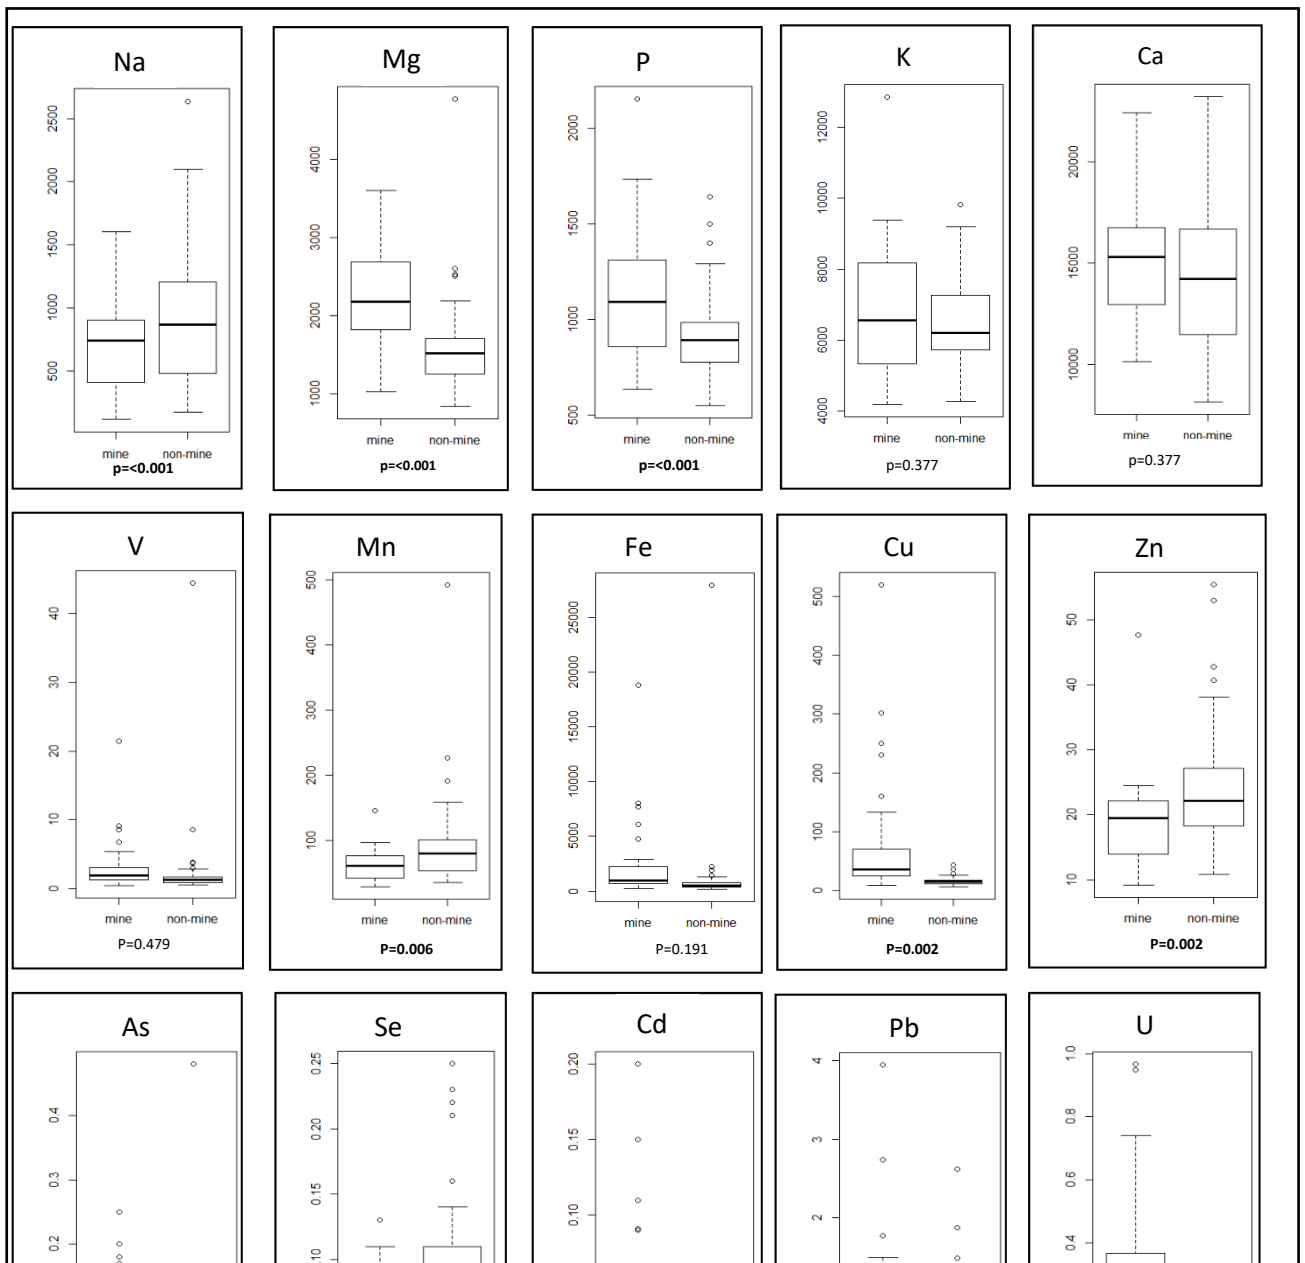 Na
Mg
P
K
Ca
2500
2000
1500
1000
500
4000
3000
2000
1000
2000
1500
1000
500
12000
10000
8000
6000
4000
20000
15000
10000
mine non-mine
mine non-mine
mine non-mine
mine non-mine
mine non-mine
p=<0.001
p=<0.001
p=<0.001
p=0.377
p=0.377
V
Mn
Fe
Cu
Zn
40
30
20
10
0
500
400
300
200
100
25000
20000
15000
10000
5000
0
500
400
300
200
100
0
50
40
30
20
10
mine non-mine
mine non-mine
mine non-mine
mine non-mine
mine non-mine
P=0.479
P=0.006
P=0.191
P=0.002
P=0.002
As
Se
Cd
Pb
U
0.4
0.3
0.2
0.25
0.20
0.15
0.20
0.15
0.10
4
3
2
1.0
0.8
0.6
0.4